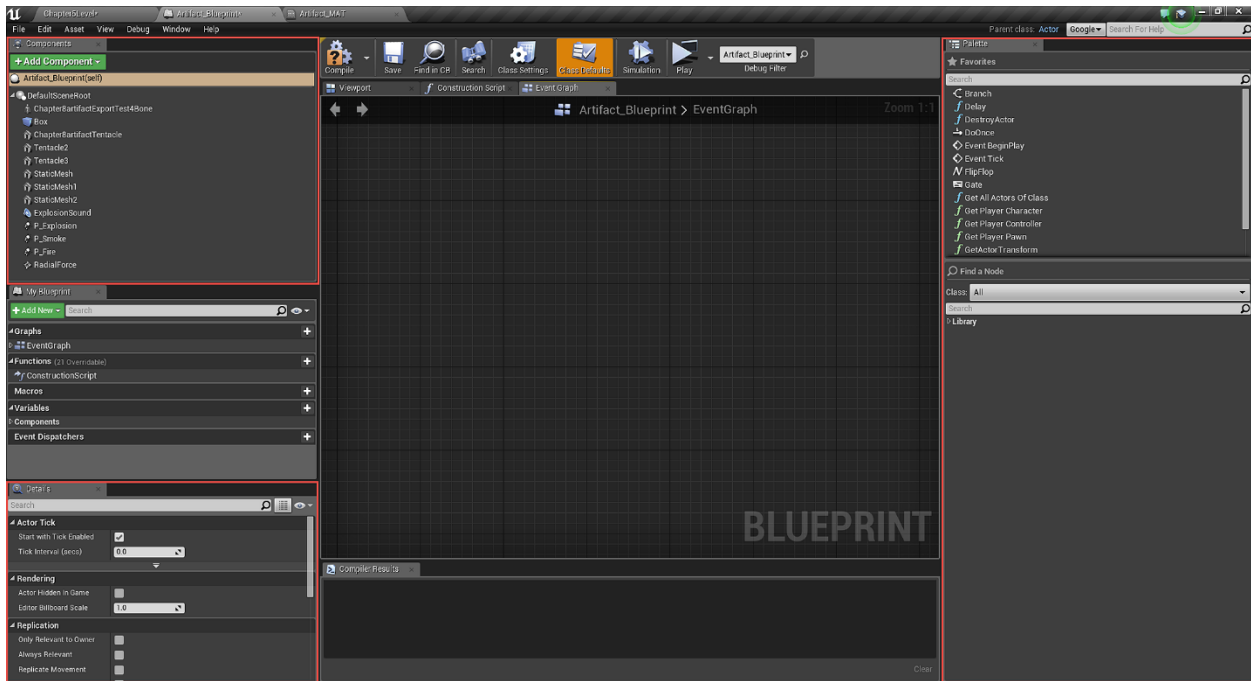 Chapter5Level*
Artifact_Blueprint*
Artifact_MAT
File Edit Asset View Debug Window Help
Parent class: Actor Google Search For Help
Components
+Add Component
Artifact_Blueprint(self)
DefaultSceneRoot
Chapter8artifactExportTest4Bone
Box
Chapter8artifactTentacle
Tentacle2
Tentacle3
StaticMesh
StaticMesh1
StaticMesh2
ExplosionSound
P_Explosion
P_Smoke
P_Fire
RadialForce
My Blueprint
+Add New Search
Graphs
EventGraph
Functions (21 Overridable)
ConstructionScript
Macros
Variables
Components
Event Dispatchers
Details
Search
Actor Tick
Start with Tick Enabled
Tick Interval (secs) 0.0
Rendering
Actor Hidden In Game
Editor Billboard Scale 1.0
Replication
Only Relevant to Owner
Always Relevant
Replicate Movement
Compile Save Find in CB Search Class Settings Class Defaults Simulation Play
Artifact_Blueprint
Debug Filter
Viewport Construction Script Event Graph
Artifact_Blueprint > EventGraph Zoom 1:1
BLUEPRINT
Compiler Results
Clear
Palette
Favorites
Search
Branch
Delay
DestroyActor
DoOnce
Event BeginPlay
Event Tick
FlipFlop
Gate
Get All Actors Of Class
Get Player Character
Get Player Controller
Get Player Pawn
GetActorTransform
Find a Node
Class: All
Search
Library